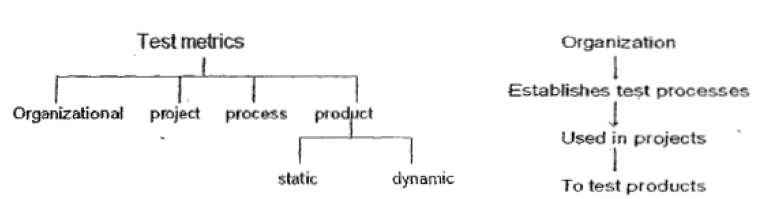 Test metrics
Organizational project process product
static dynamic
Organization
Establishes test processes
Used in projects
To test products